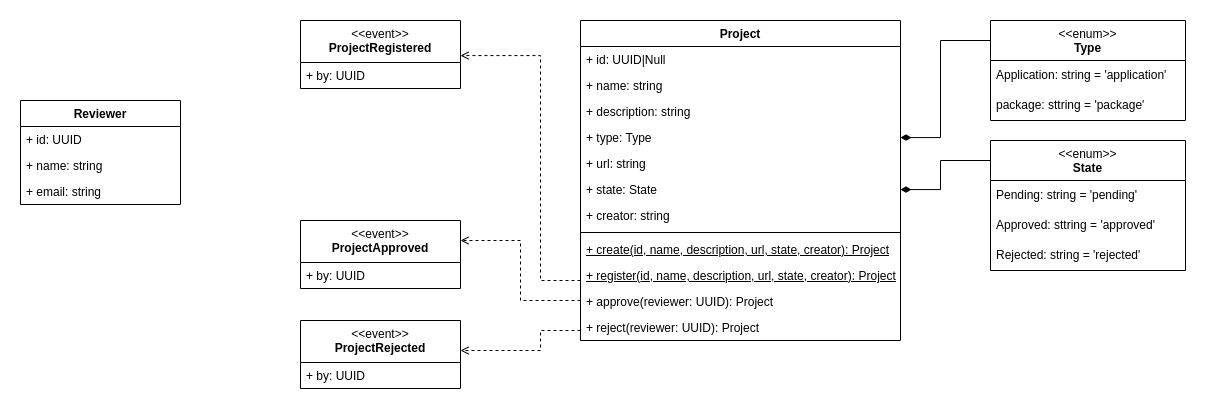 Reviewer
+ id: UUID
+ name: string
+ email: string
<<event>>
ProjectRegistered
+ by: UUID
<<event>>
ProjectApproved
+ by: UUID
<<event>>
ProjectRejected
+ by: UUID
Project
+ id: UUID|Null
+ name: string
+ description: string
+ type: Type
+ url: string
+ state: State
+ creator: string
+ create(id, name, description, url, state, creator): Project
+ register(id, name, description, url, state, creator): Project
+ approve(reviewer: UUID): Project
+ reject(reviewer: UUID): Project
<<enum>>
Type
Application: string = 'application'
package: sttring = 'package'
<<enum>>
State
Pending: string = 'pending'
Approved: sttring = 'approved'
Rejected: string = 'rejected'